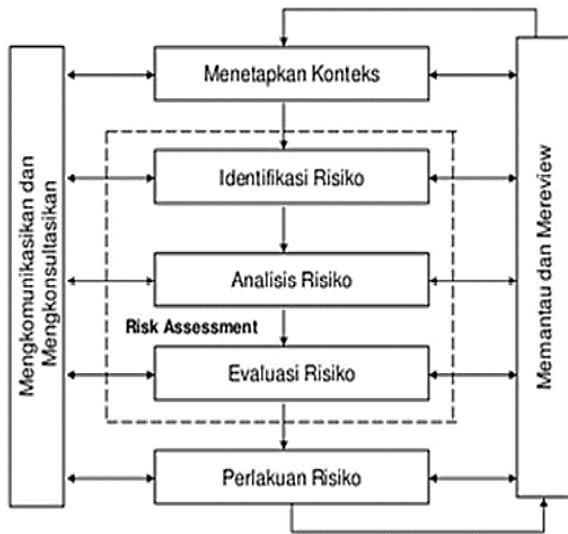 Menetapkan Konteks
Mengkomunikasikan dan
Mengkonsultasikan
Identifikasi Risiko
Analisis Risiko
Risk Assessment
Evaluasi Risiko
Perlakuan Risiko
Memantau dan Mereview